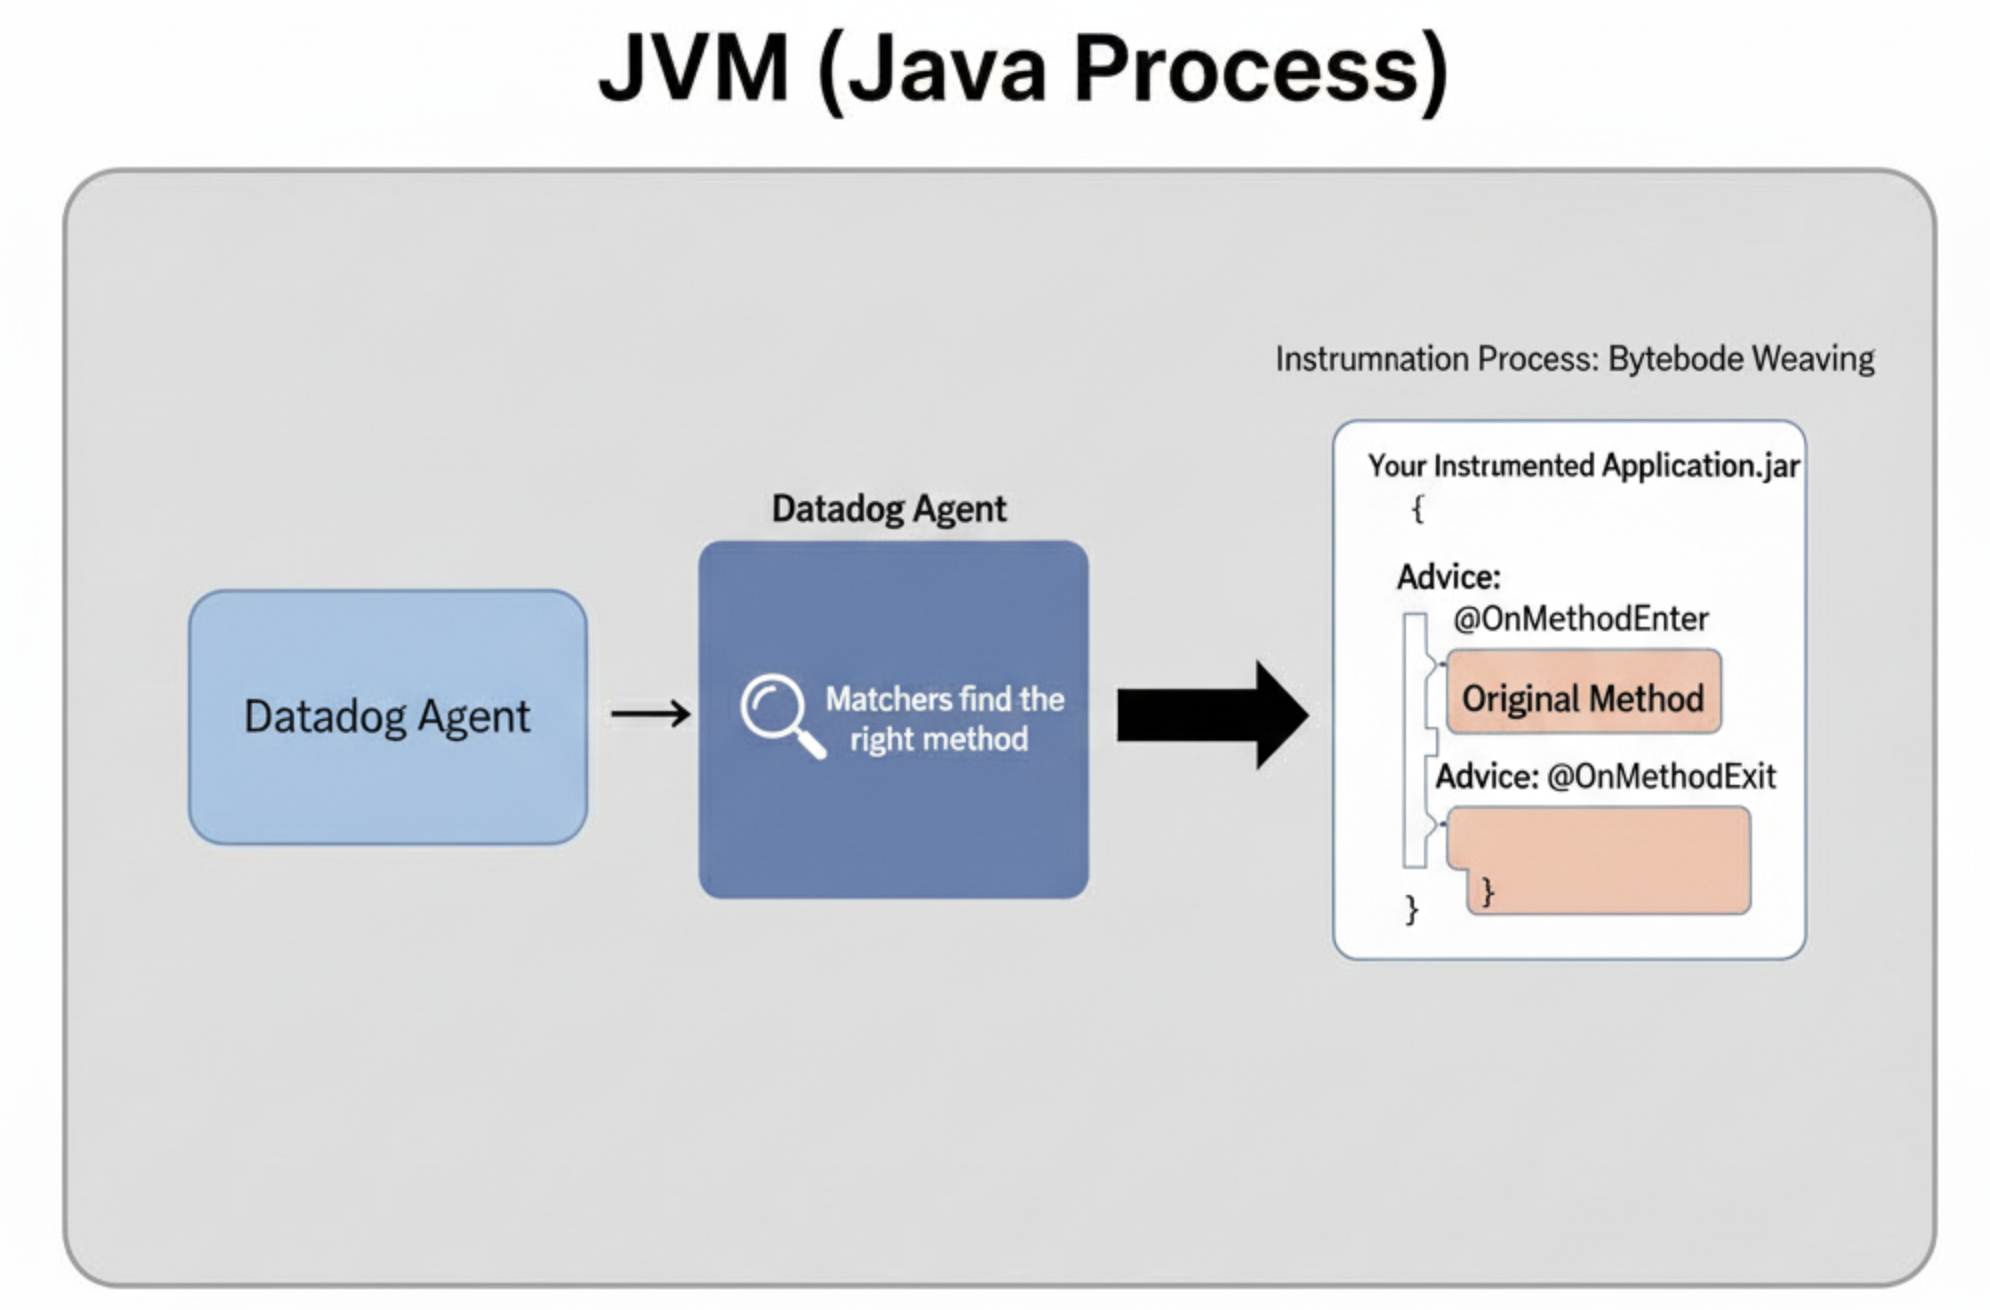 JVM (Java Process)
Instrumnation Process: Bytebode Weaving
Datadog Agent
Datadog Agent
Matchers find the
right method
Your Instrumented Application.jar
{
Advice:
@OnMethodEnter
Original Method
Advice: @OnMethodExit
}
}